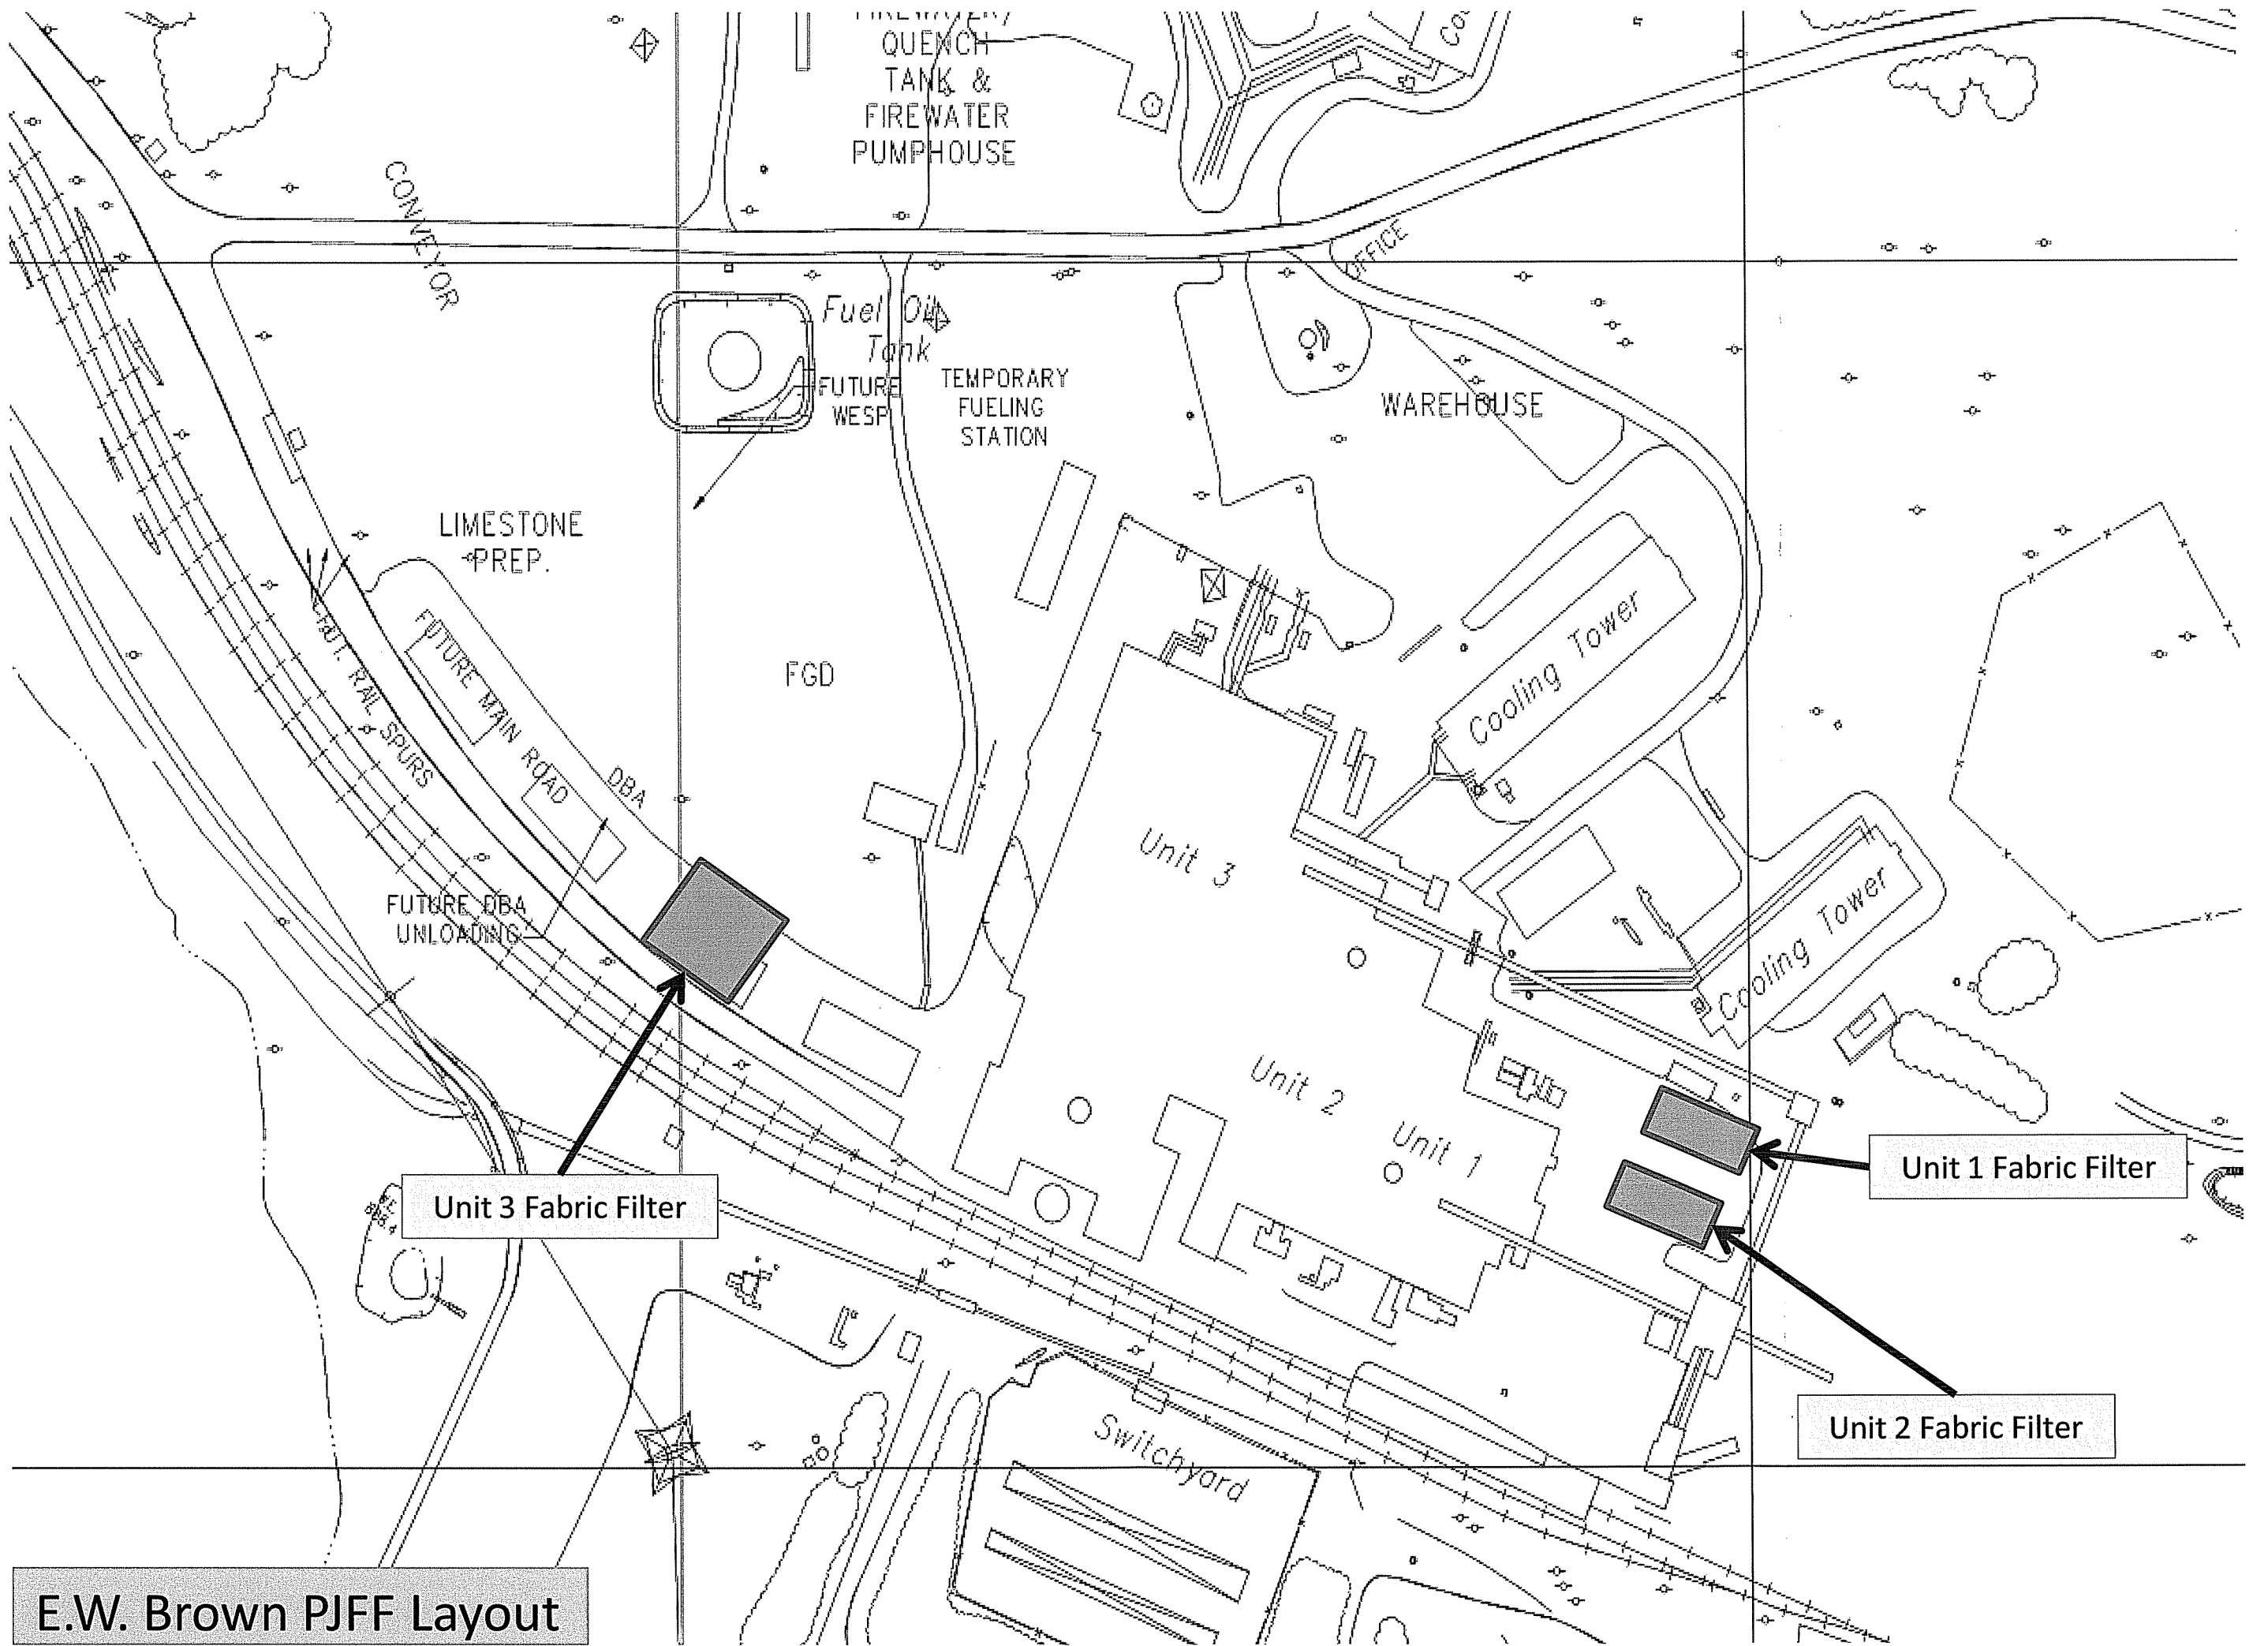 QUENCH
TANK &
FIREWATER
PUMPHOUSE
CONVEYOR
OFFICE
Fuel Oil
Tank
FUTURE
WESP
TEMPORARY
FUELING
STATION
WAREHOUSE
LIMESTONE
PREP.
FUTURE MAIN ROAD
FUT. RAIL SPURS
FGD
DBA
Cooling Tower
Unit 3
Cooling Tower
FUTURE DBA
UNLOADING
Unit 2
Unit 1
Unit 1 Fabric Filter
Unit 3 Fabric Filter
Unit 2 Fabric Filter
Switchyard
E.W. Brown PJFF Layout